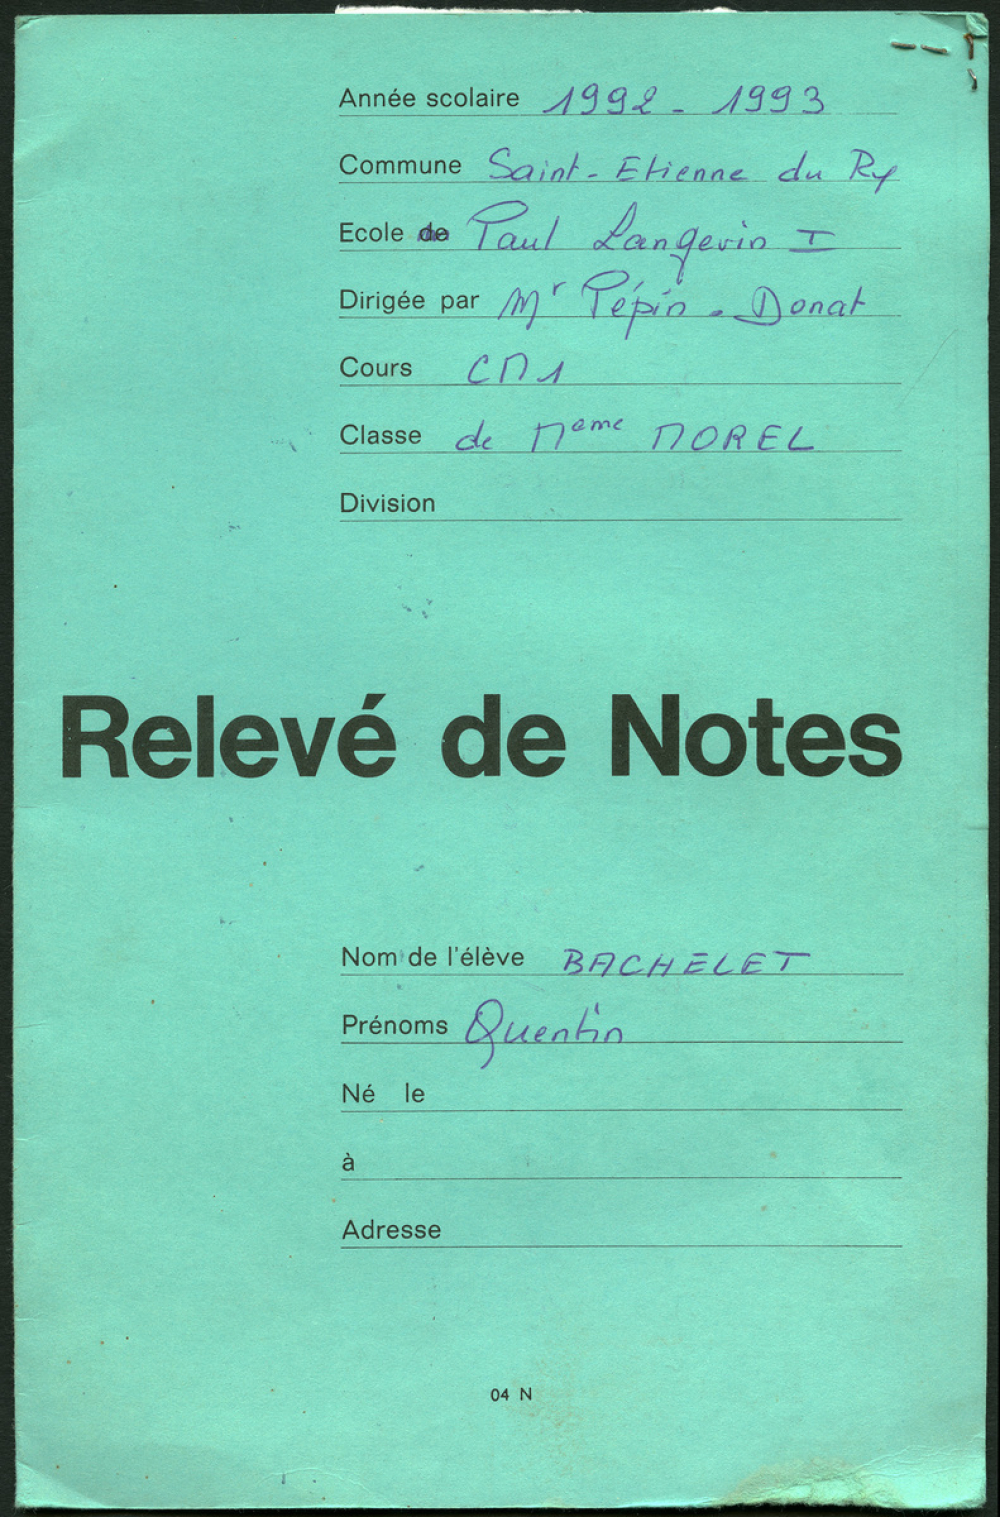 Année scolaire 1992 - 1993
Commune Saint-Etienne du Ry
Ecole de Paul Langevin I
Dirigée par Mr Pépin-Donat
Cours CM1
Classe de Mame MOREL
Division
Relevé de Notes
Nom de l'élève BACHELET
Prénoms Quentin
Né le
à
Adresse
04 N